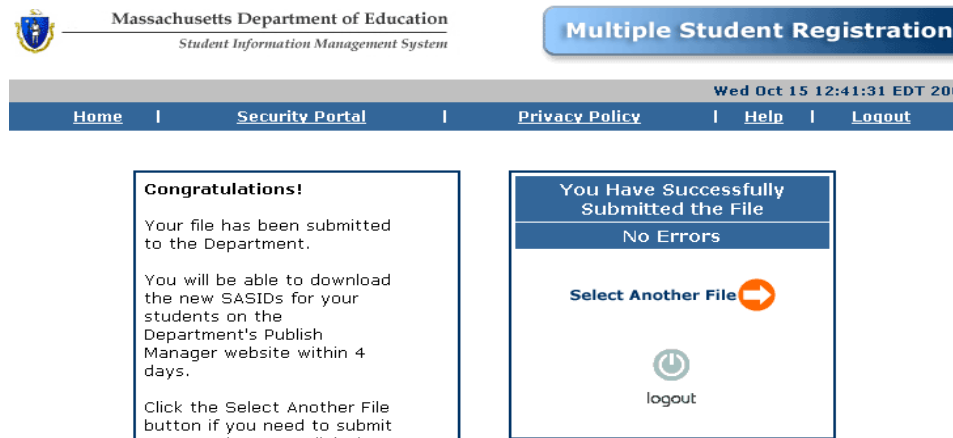 Massachusetts Department of Education
Student Information Management System
Multiple Student Registration
Wed Oct 15 12:41:31 EDT 20
Home | Security Portal | Privacy Policy | Help | Logout
Congratulations!
Your file has been submitted
to the Department.
You will be able to download
the new SASIDs for your
students on the
Department's Publish
Manager website within 4
days.
Click the Select Another File
button if you need to submit
You Have Successfully
Submitted the File
No Errors
Select Another File
logout